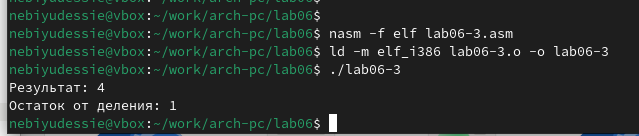 nebiyudessie@vbox:~/work/arch-pc/lab06$
nebiyudessie@vbox:~/work/arch-pc/lab06$ nasm -f elf lab06-3.asm
nebiyudessie@vbox:~/work/arch-pc/lab06$ ld -m elf_i386 lab06-3.o -o lab06-3
nebiyudessie@vbox:~/work/arch-pc/lab06$ ./lab06-3
Результат: 4
Остаток от деления: 1
nebiyudessie@vbox:~/work/arch-pc/lab06$